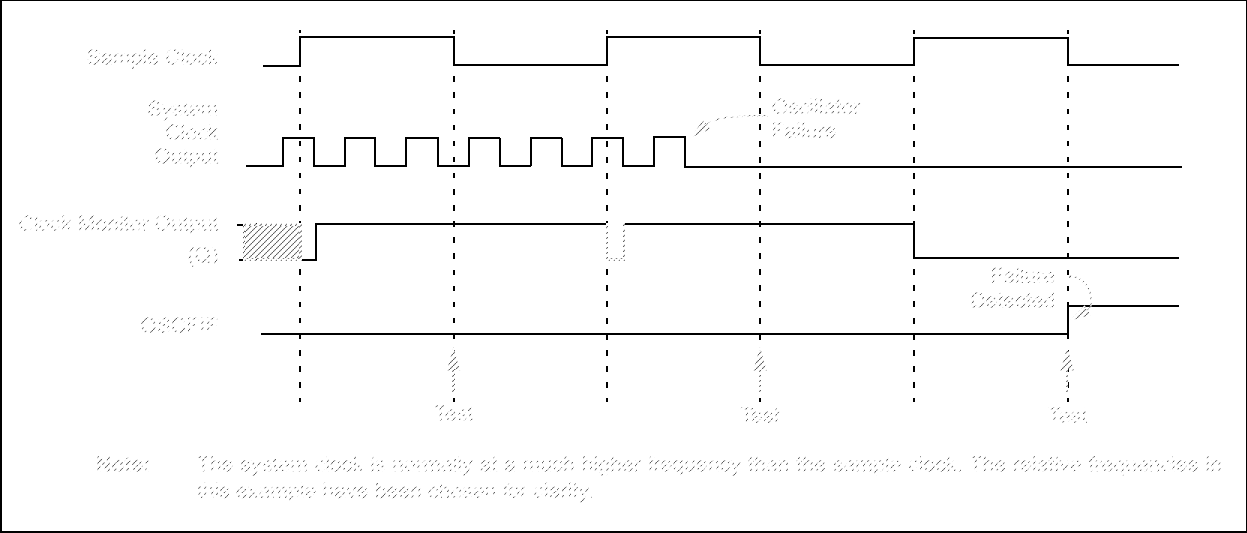 Sample Clock
System
Clock
Output
Oscillator
Failure
Clock Monitor Output
(Q)
Failure
Detected
OSCFIF
Test
Test
Test
Note: The system clock is normally at a much higher frequency than the sample clock. The relative frequencies in
this example have been chosen for clarity.